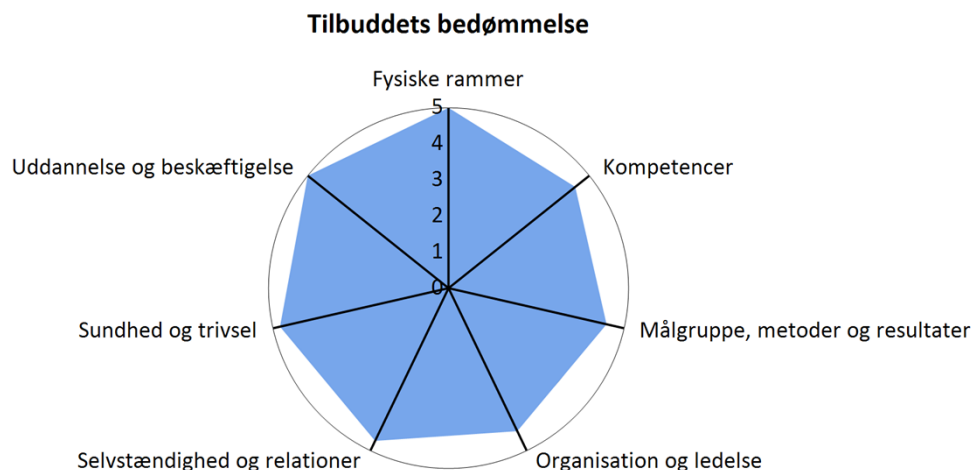 Tilbuddets bedømmelse
Fysiske rammer
5
4
3
2
1
0
Uddannelse og beskæftigelse
Kompetencer
Sundhed og trivsel
Målgruppe, metoder og resultater
Selvstændighed og relationer
Organisation og ledelse